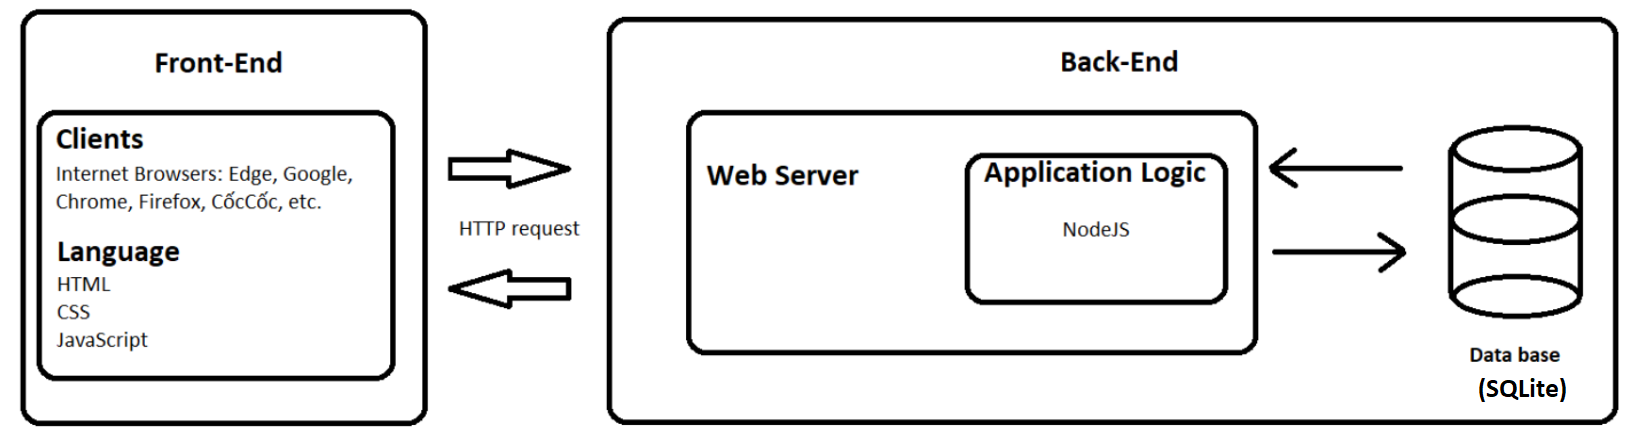 Front-End
Clients
Internet Browsers: Edge, Google,
Chrome, Firefox, CốcCốc, etc.
Language
HTML
CSS
JavaScript
HTTP request
Back-End
Web Server
Application Logic
NodeJS
Data base
(SQLite)